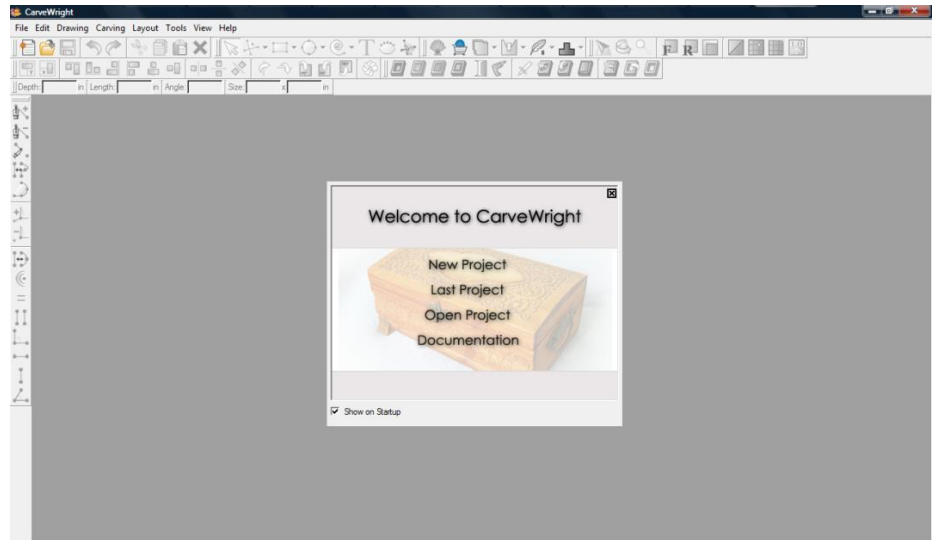 CarveWright
File Edit Drawing Carving Layout Tools View Help
F R
Depth: in Length: in Angle: Size: x in
Welcome to CarveWright
New Project
Last Project
Open Project
Documentation
Show on Startup